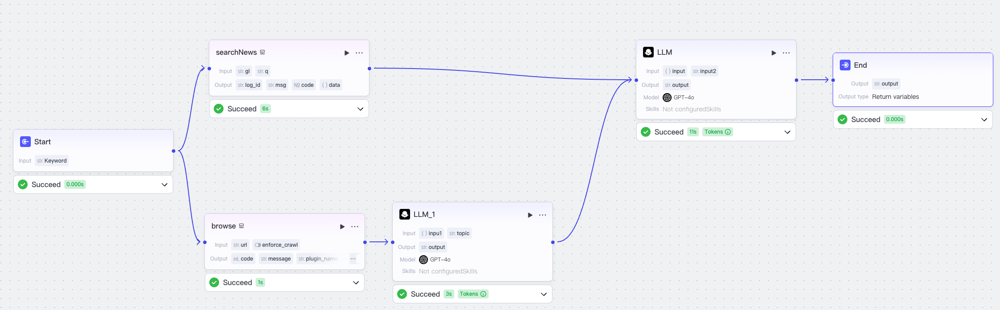 searchNews
Input str. gl str. q
Output str. log_id str. msg № code { } data
Succeed 6s
Start
Input str. Keyword
Succeed 0.000s
browse
Input str. url enforce_crawl
Output int. code str. message str. plugin_name ...
Succeed 1s
LLM_1
Input { } inpu1 str. topic
Output str. output
Model GPT-4o
Skills Not configuredSkills
Succeed 3s Tokens
LLM
Input { } input str. input2
Output str. output
Model GPT-4o
Skills Not configuredSkills
Succeed 11s Tokens
End
Output str. output
Output type Return variables
Succeed 0.000s